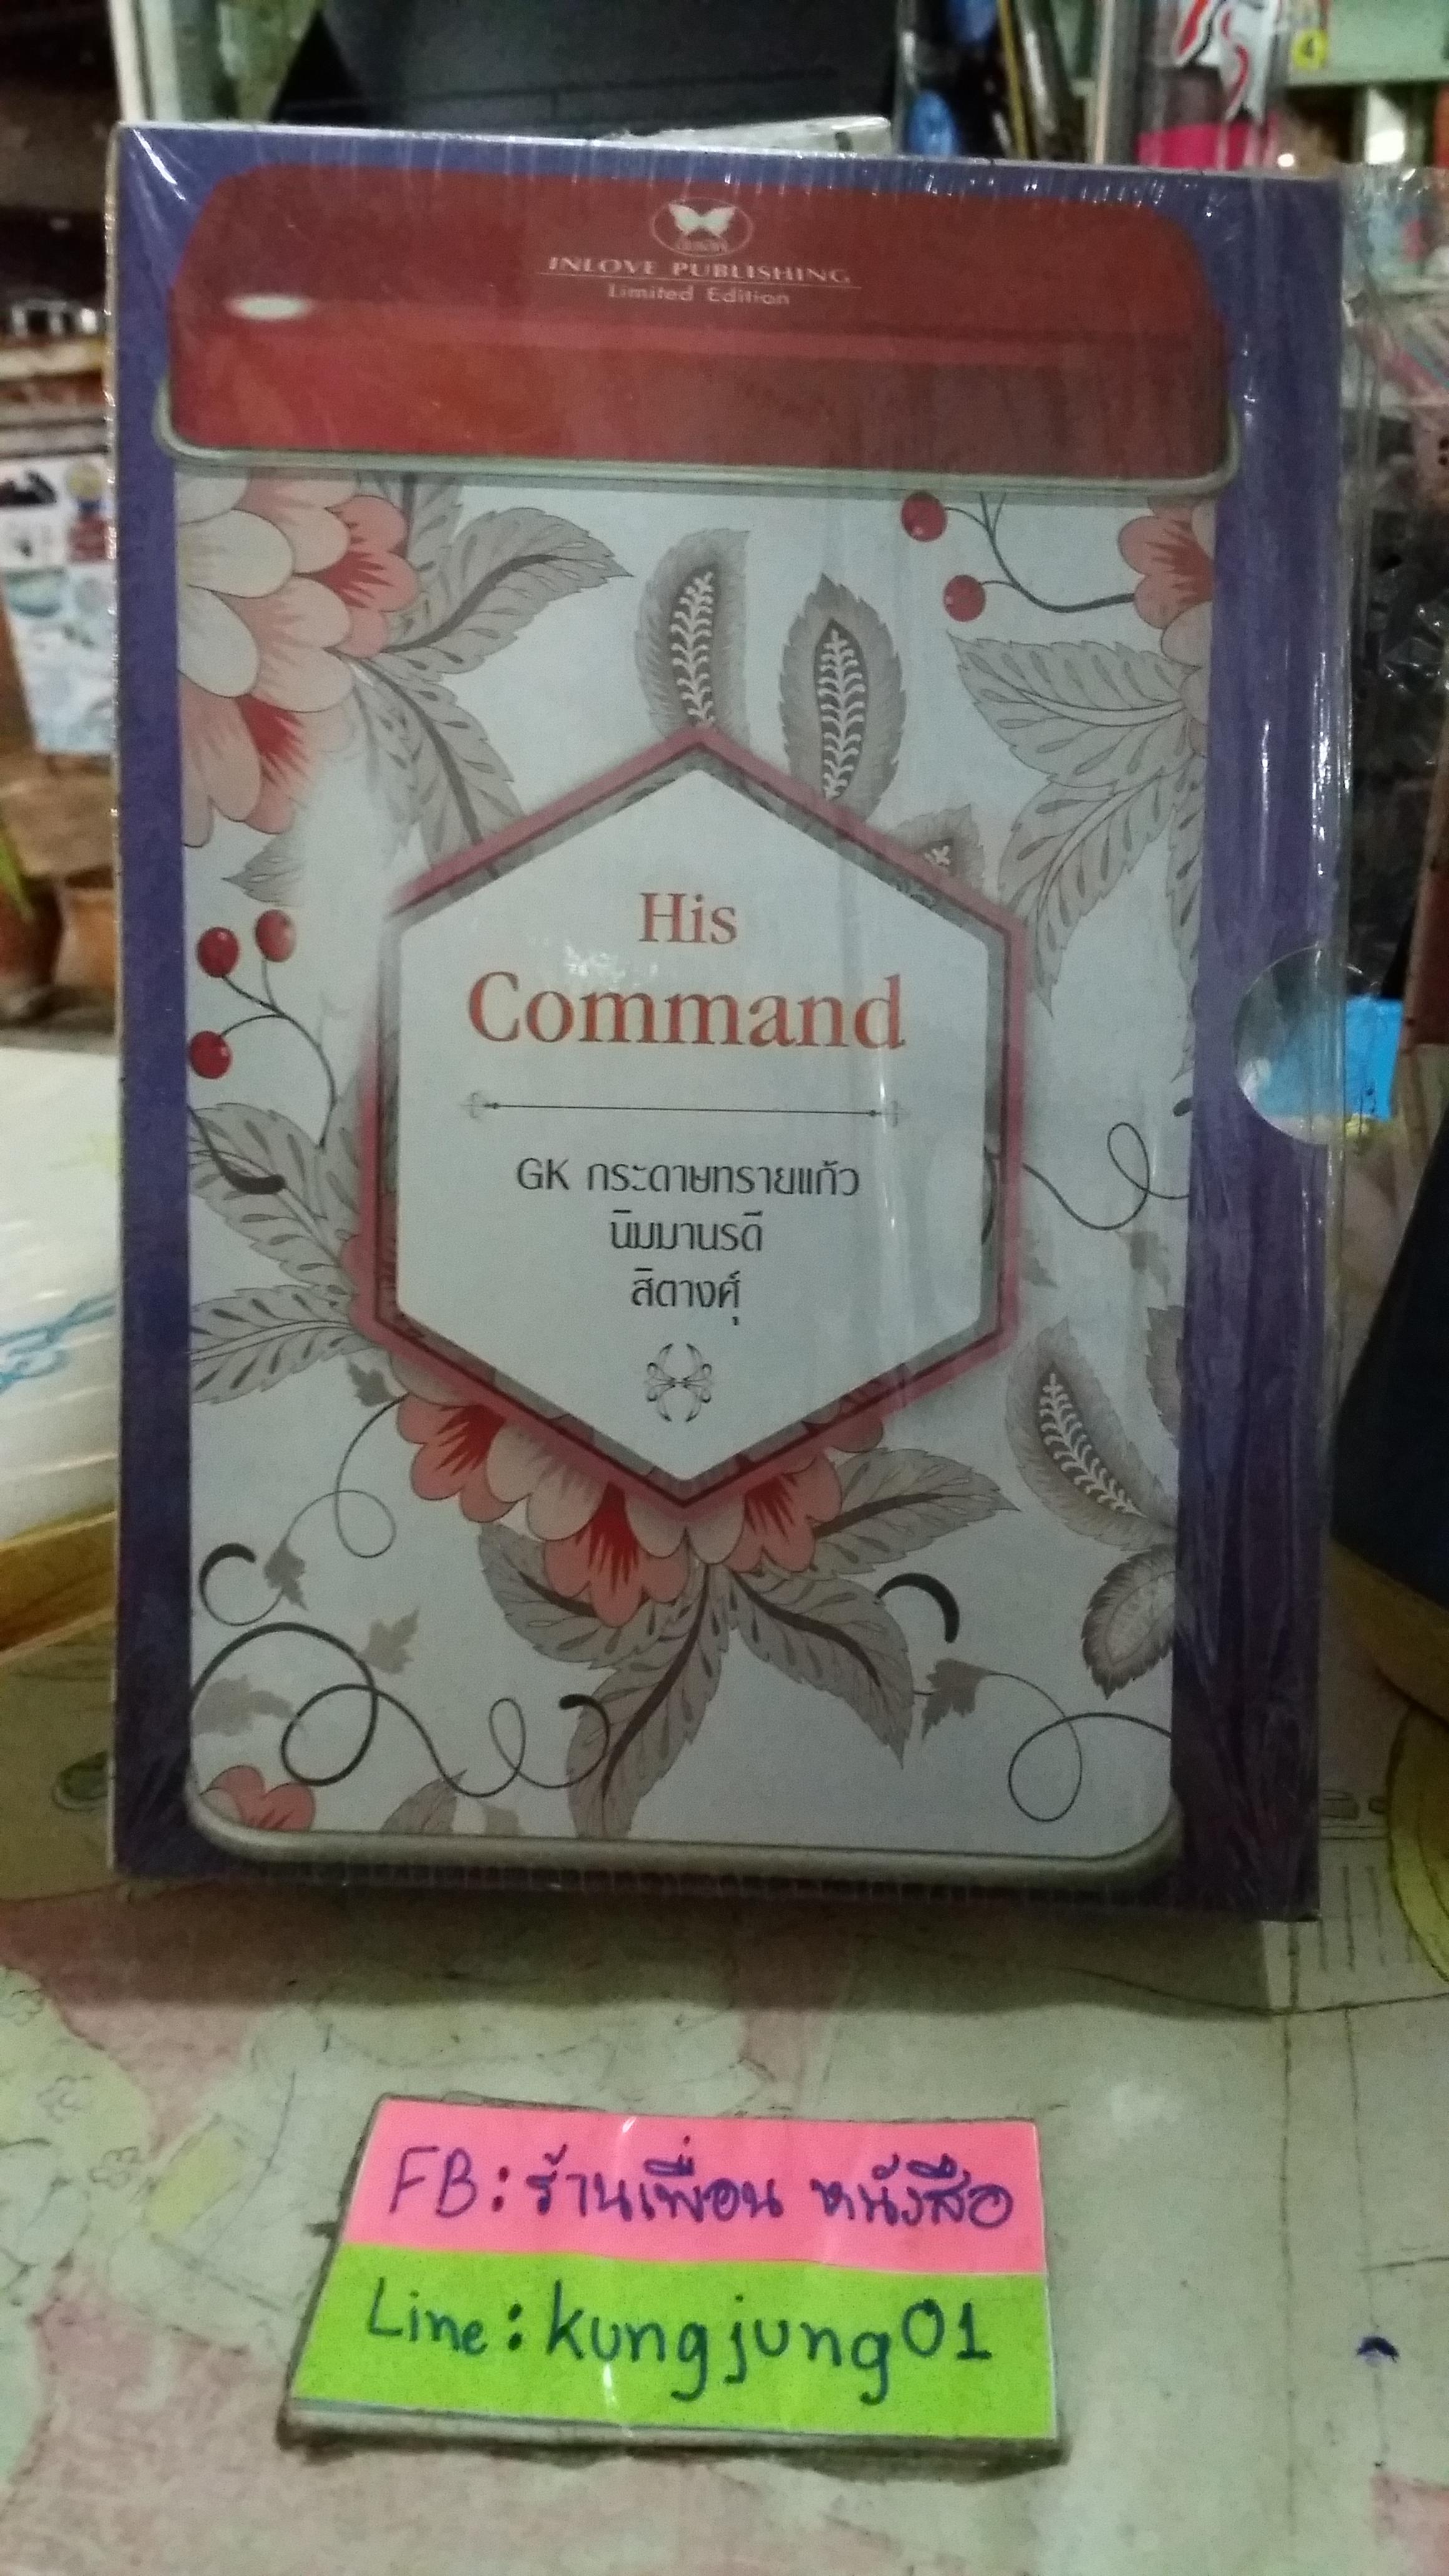 INLOVE PUBLISHING
Limited Edition
His
Command
GK กระดาษทรายแก้ว
นิมมานรดี
สิตางศุ์
FB: ร้านเพื่อน หนังสือ
Line: kungjung01